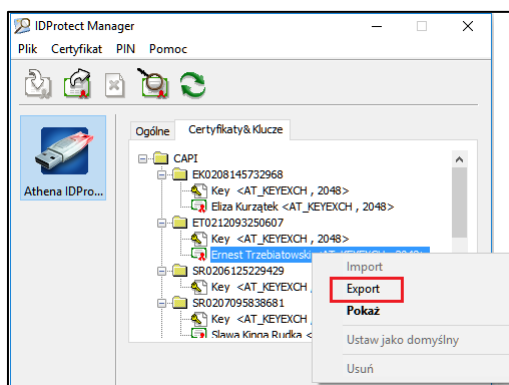 IDProtect Manager
Plik Certyfikat PIN Pomoc
Athena IDPro...
Ogólne Certyfikaty& Klucze
CAPI
EK0208145732968
Key <AT_KEYEXCH , 2048>
Eliza Kurzątek <AT_KEYEXCH , 2048>
ET0212093250607
Key <AT_KEYEXCH , 2048>
Ernest Trzebiatowski <AT_KEYEXCH , 2048>
SR0206125229429
Key <AT_KEYEXCH ,
SR0207095838681
Key <AT_KEYEXCH ,
Sława Kinga Rudka <
Import
Export
Pokaż
Ustaw jako domyślny
Usuń